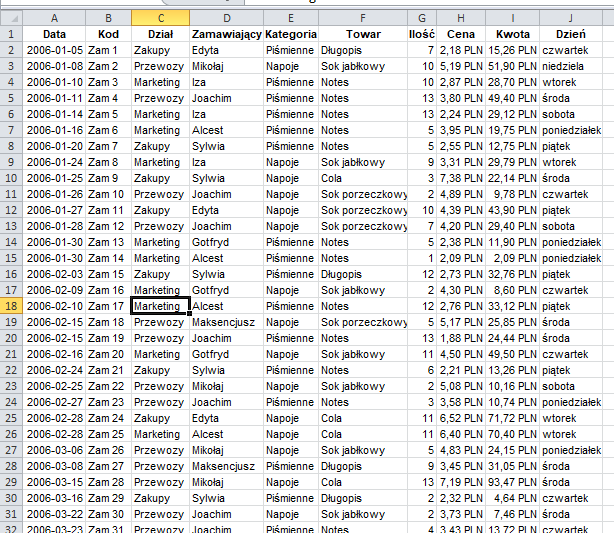 A B C D E F G H I J
1 Data Kod Dział Zamawiający Kategoria Towar Ilość Cena Kwota Dzień
2 2006-01-05 Zam 1 Zakupy Edyta Piśmienne Długopis 7 2,18 PLN 15,26 PLN czwartek
3 2006-01-08 Zam 2 Przewozy Mikołaj Napoje Sok jabłkowy 10 5,19 PLN 51,90 PLN niedziela
4 2006-01-10 Zam 3 Marketing Iza Piśmienne Notes 10 2,87 PLN 28,70 PLN wtorek
5 2006-01-11 Zam 4 Przewozy Joachim Piśmienne Notes 13 3,80 PLN 49,40 PLN środa
6 2006-01-14 Zam 5 Marketing Iza Piśmienne Notes 13 2,24 PLN 29,12 PLN sobota
7 2006-01-16 Zam 6 Marketing Alcest Piśmienne Notes 5 3,95 PLN 19,75 PLN poniedziałek
8 2006-01-20 Zam 7 Zakupy Sylwia Piśmienne Notes 5 2,55 PLN 12,75 PLN piątek
9 2006-01-24 Zam 8 Marketing Iza Napoje Sok jabłkowy 9 3,31 PLN 29,79 PLN wtorek
10 2006-01-25 Zam 9 Zakupy Sylwia Napoje Cola 3 7,38 PLN 22,14 PLN środa
11 2006-01-26 Zam 10 Przewozy Joachim Napoje Sok porzeczkowy 2 4,89 PLN 9,78 PLN czwartek
12 2006-01-27 Zam 11 Zakupy Edyta Napoje Sok porzeczkowy 10 4,39 PLN 43,90 PLN piątek
13 2006-01-28 Zam 12 Przewozy Joachim Napoje Sok porzeczkowy 7 4,20 PLN 29,40 PLN sobota
14 2006-01-30 Zam 13 Marketing Gotfryd Piśmienne Notes 5 2,38 PLN 11,90 PLN poniedziałek
15 2006-01-30 Zam 14 Marketing Alcest Piśmienne Notes 1 2,09 PLN 2,09 PLN poniedziałek
16 2006-02-03 Zam 15 Zakupy Sylwia Piśmienne Długopis 12 2,73 PLN 32,76 PLN piątek
17 2006-02-09 Zam 16 Marketing Gotfryd Napoje Sok jabłkowy 2 4,30 PLN 8,60 PLN czwartek
18 2006-02-10 Zam 17 Marketing Alcest Piśmienne Notes 12 2,76 PLN 33,12 PLN piątek
19 2006-02-15 Zam 18 Przewozy Maksencjusz Napoje Sok porzeczkowy 5 5,17 PLN 25,85 PLN środa
20 2006-02-15 Zam 19 Przewozy Joachim Piśmienne Notes 13 1,88 PLN 24,44 PLN środa
21 2006-02-16 Zam 20 Marketing Gotfryd Napoje Sok jabłkowy 11 4,50 PLN 49,50 PLN czwartek
22 2006-02-24 Zam 21 Zakupy Sylwia Piśmienne Notes 6 2,21 PLN 13,26 PLN piątek
23 2006-02-25 Zam 22 Przewozy Mikołaj Napoje Sok jabłkowy 2 5,08 PLN 10,16 PLN sobota
24 2006-02-27 Zam 23 Przewozy Joachim Piśmienne Notes 3 3,58 PLN 10,74 PLN poniedziałek
25 2006-02-28 Zam 24 Zakupy Edyta Napoje Cola 11 6,52 PLN 71,72 PLN wtorek
26 2006-02-28 Zam 25 Marketing Alcest Napoje Cola 11 6,40 PLN 70,40 PLN wtorek
27 2006-03-06 Zam 26 Przewozy Mikołaj Napoje Sok jabłkowy 5 4,83 PLN 24,15 PLN poniedziałek
28 2006-03-08 Zam 27 Przewozy Maksencjusz Piśmienne Długopis 9 3,45 PLN 31,05 PLN środa
29 2006-03-15 Zam 28 Przewozy Mikołaj Napoje Cola 13 7,19 PLN 93,47 PLN środa
30 2006-03-16 Zam 29 Zakupy Sylwia Piśmienne Długopis 2 2,32 PLN 4,64 PLN czwartek
31 2006-03-22 Zam 30 Przewozy Joachim Napoje Sok jabłkowy 2 3,73 PLN 7,46 PLN środa
32 2006-03-23 Zam 31 Przewozy Joachim Piśmienne Notes 4 3,43 PLN 13,72 PLN czwartek